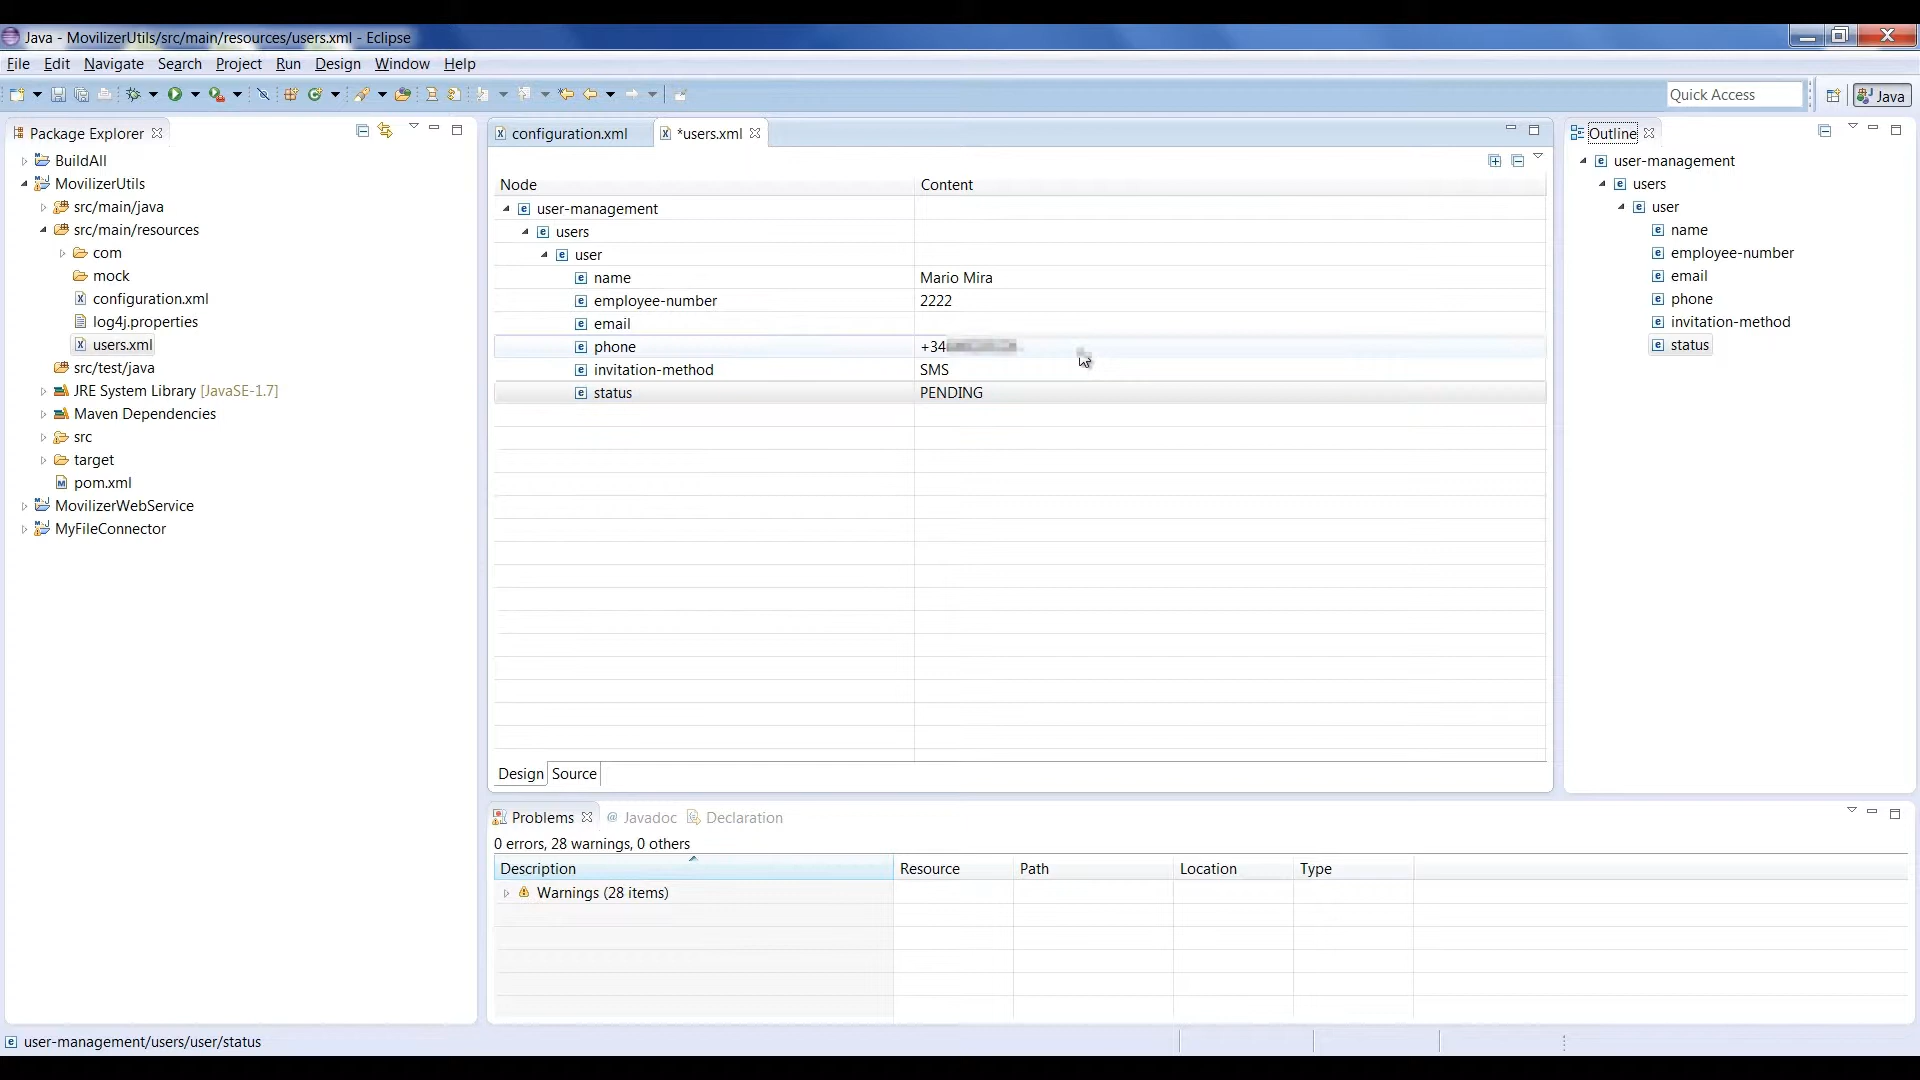 Java - MovilizerUtils/src/main/resources/users.xml - Eclipse
File Edit Navigate Search Project Run Design Window Help
Quick Access
Java
Package Explorer
BuildAll
MovilizerUtils
src/main/java
src/main/resources
com
mock
configuration.xml
log4j.properties
users.xml
src/test/java
JRE System Library [JavaSE-1.7]
Maven Dependencies
src
target
pom.xml
MovilizerWebService
MyFileConnector
configuration.xml *users.xml
Node Content
user-management
users
user
name Mario Mira
employee-number 2222
email
phone +34
invitation-method SMS
status PENDING
Design Source
Outline
user-management
users
user
name
employee-number
email
phone
invitation-method
status
Problems @ Javadoc Declaration
0 errors, 28 warnings, 0 others
Description Resource Path Location Type
Warnings (28 items)
user-management/users/user/status